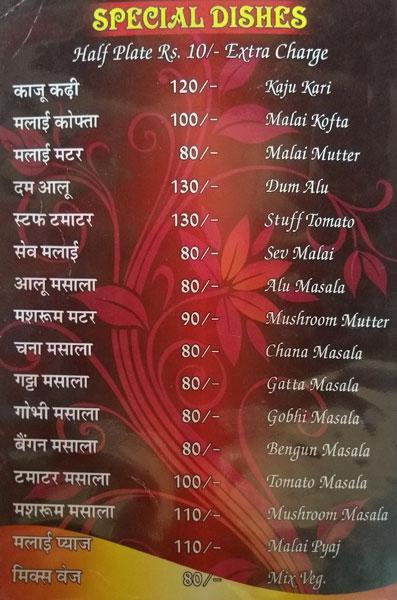 SPECIAL DISHES
Half Plate Rs. 10/- Extra Charge
काजू कढ़ी 120/- Kaju Kari
मलाई कोफ्ता 100/- Malai Kofta
मलाई मटर 80/- Malai Mutter
दम आलू 130/- Dum Alu
स्टफ टमाटर 130/- Stuff Tomato
सेव मलाई 80/- Sev Malai
आलू मसाला 80/- Alu Masala
मशरूम मटर 90/- Mushroom Mutter
चना मसाला 80/- Chana Masala
गट्टा मसाला 80/- Gatta Masala
गोभी मसाला 80/- Gobhi Masala
बैंगन मसाला 80/- Bengun Masala
टमाटर मसाला 100/- Tomato Masala
मशरूम मसाला 110/- Mushroom Masala
मलाई प्याज 110/- Malai Pyaj
मिक्स वेज 80/- Mix Veg.